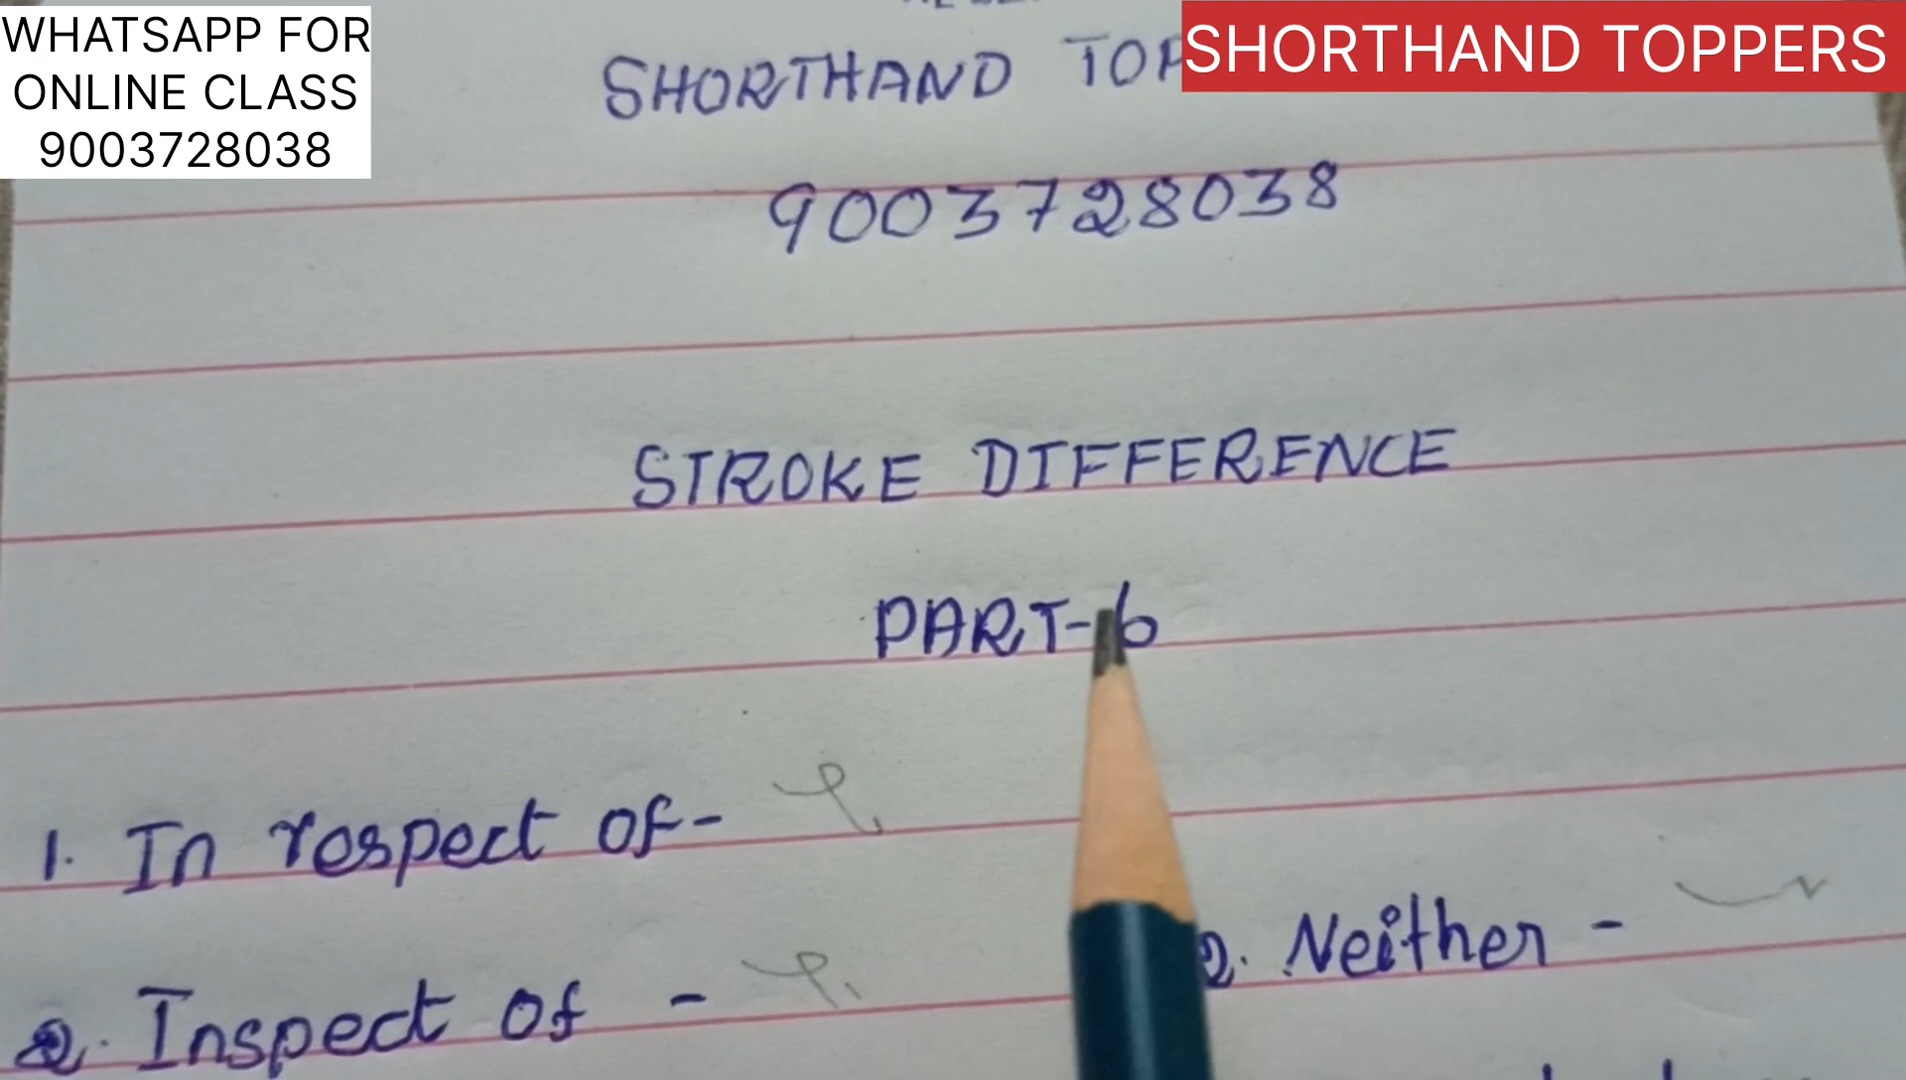 WHATSAPP FOR
ONLINE CLASS
9003728038
SHORTHAND TOPPERS
SHORTHAND TOP
9003728038
STROKE DIFFERENCE
PART-6
1. In respect of -
2. Neither -
2. Inspect of -